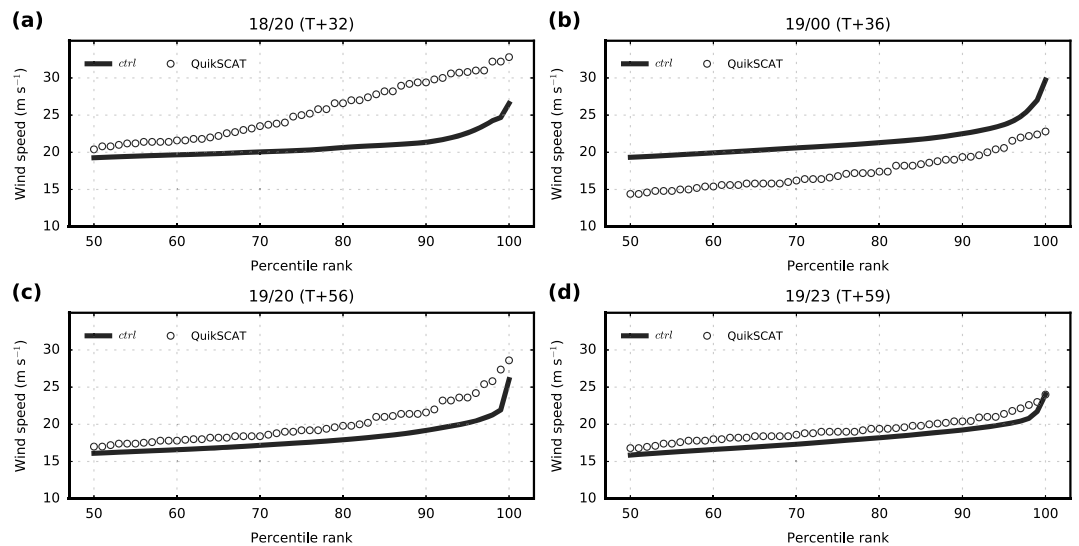 (a) 18/20 (T+32)
ctrl QuikSCAT
Wind speed (m s⁻¹)
30
25
20
15
10
50 60 70 80 90 100
Percentile rank
(b) 19/00 (T+36)
ctrl QuikSCAT
Wind speed (m s⁻¹)
30
25
20
15
10
50 60 70 80 90 100
Percentile rank
(c) 19/20 (T+56)
ctrl QuikSCAT
Wind speed (m s⁻¹)
30
25
20
15
10
50 60 70 80 90 100
Percentile rank
(d) 19/23 (T+59)
ctrl QuikSCAT
Wind speed (m s⁻¹)
30
25
20
15
10
50 60 70 80 90 100
Percentile rank